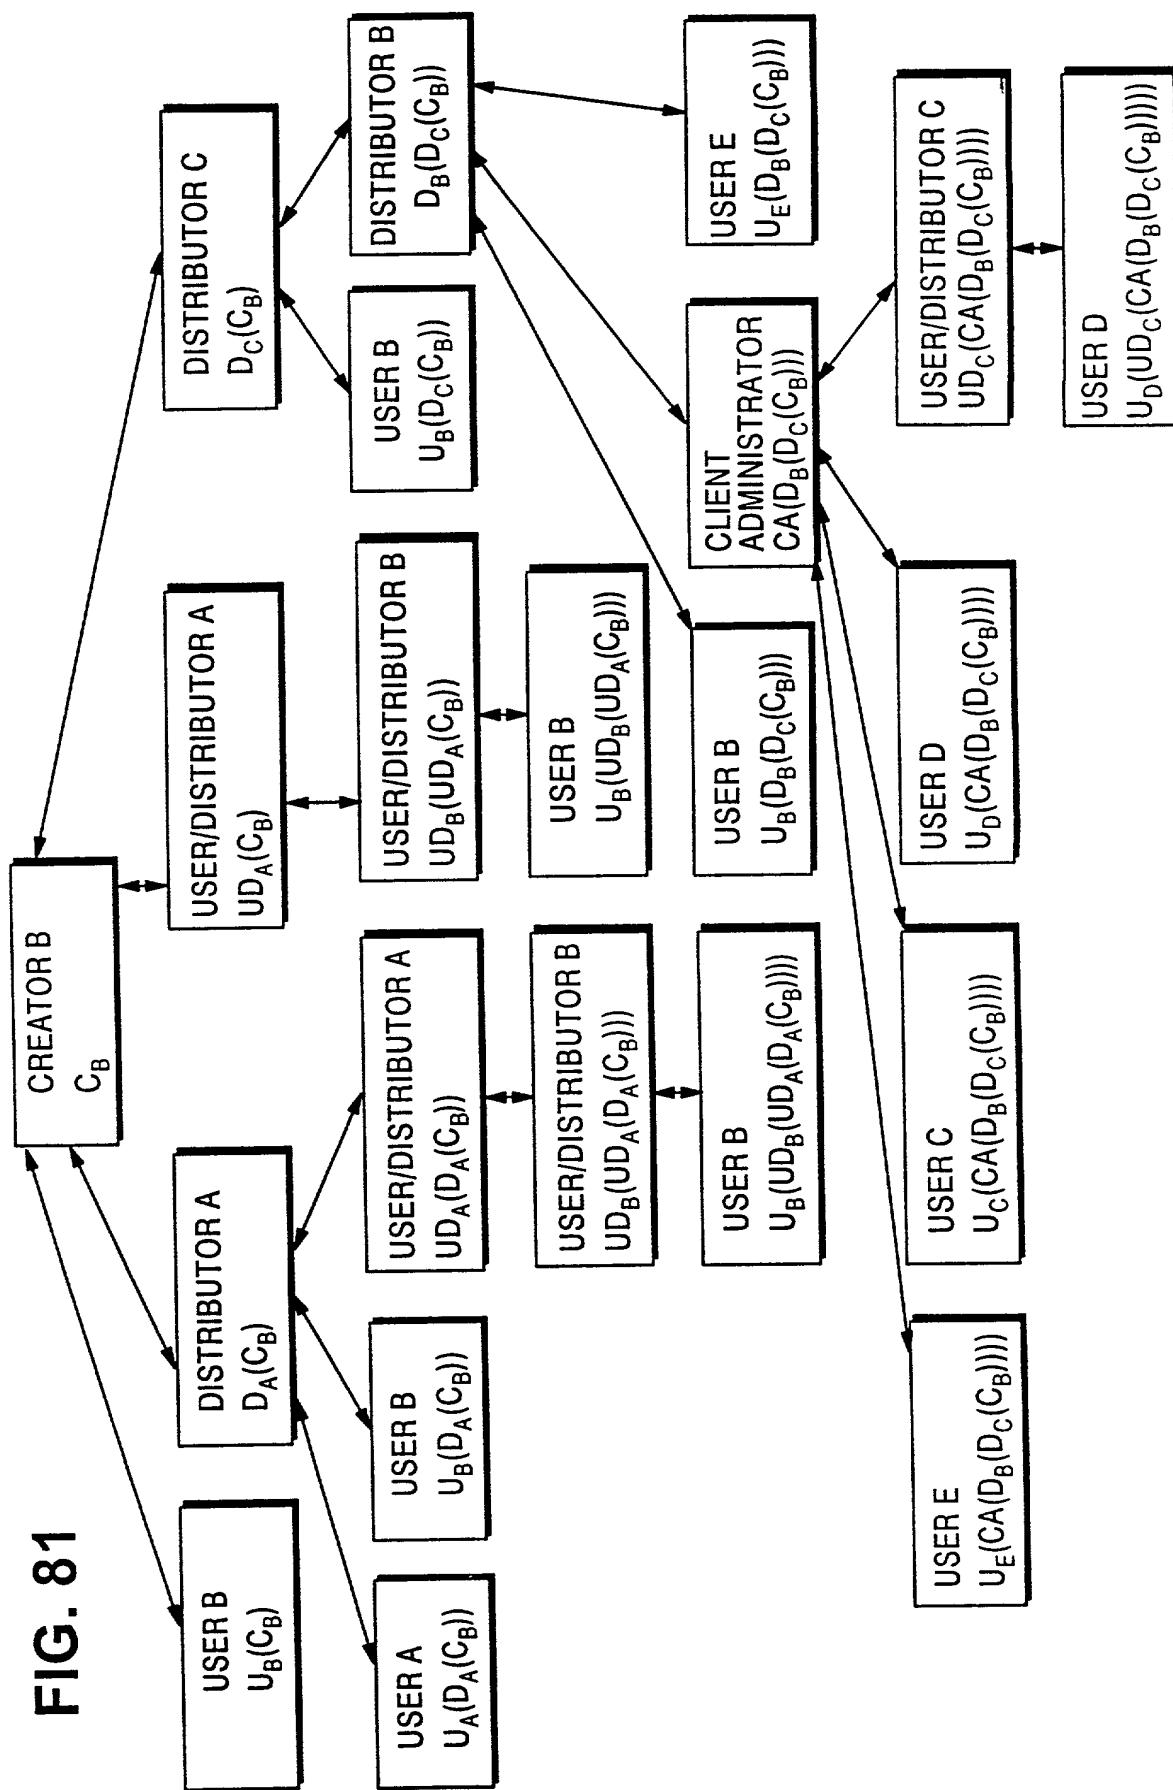 FIG. 81
CREATOR B
C_B
USER B
U_B(C_B)
DISTRIBUTOR A
D_A(C_B)
USER/DISTRIBUTOR A
UD_A(C_B)
DISTRIBUTOR C
D_C(C_B)
USER A
U_A(D_A(C_B))
USER B
U_B(D_A(C_B))
USER/DISTRIBUTOR A
UD_A(D_A(C_B))
USER/DISTRIBUTOR B
UD_B(UD_A(C_B))
USER B
U_B(D_C(C_B))
DISTRIBUTOR B
D_B(D_C(C_B))
USER/DISTRIBUTOR B
UD_B(UD_A(D_A(C_B)))
USER B
U_B(UD_B(UD_A(C_B)))
USER B
U_B(UD_B(UD_A(D_A(C_B))))
USER B
U_B(D_B(D_C(C_B)))
CLIENT
ADMINISTRATOR
CA(D_B(D_C(C_B)))
USER E
U_E(D_B(D_C(C_B)))
USER E
U_E(CA(D_B(D_C(C_B))))
USER C
U_C(CA(D_B(D_C(C_B))))
USER D
U_D(CA(D_B(D_C(C_B))))
USER/DISTRIBUTOR C
UD_C(CA(D_B(D_C(C_B))))
USER D
U_D(UD_C(CA(D_B(D_C(C_B)))))